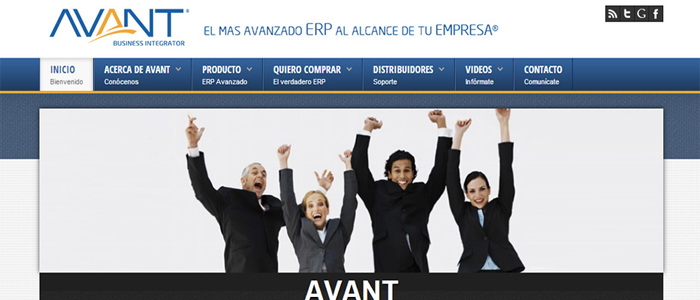 AVANT®
BUSINESS INTEGRATOR
EL MAS AVANZADO ERP AL ALCANCE DE TU EMPRESA®
INICIO
Bienvenido
ACERCA DE AVANT
Conócenos
PRODUCTO
ERP Avanzado
QUIERO COMPRAR
El verdadero ERP
DISTRIBUIDORES
Soporte
VIDEOS
Infórmate
CONTACTO
Comunícate
AVANT